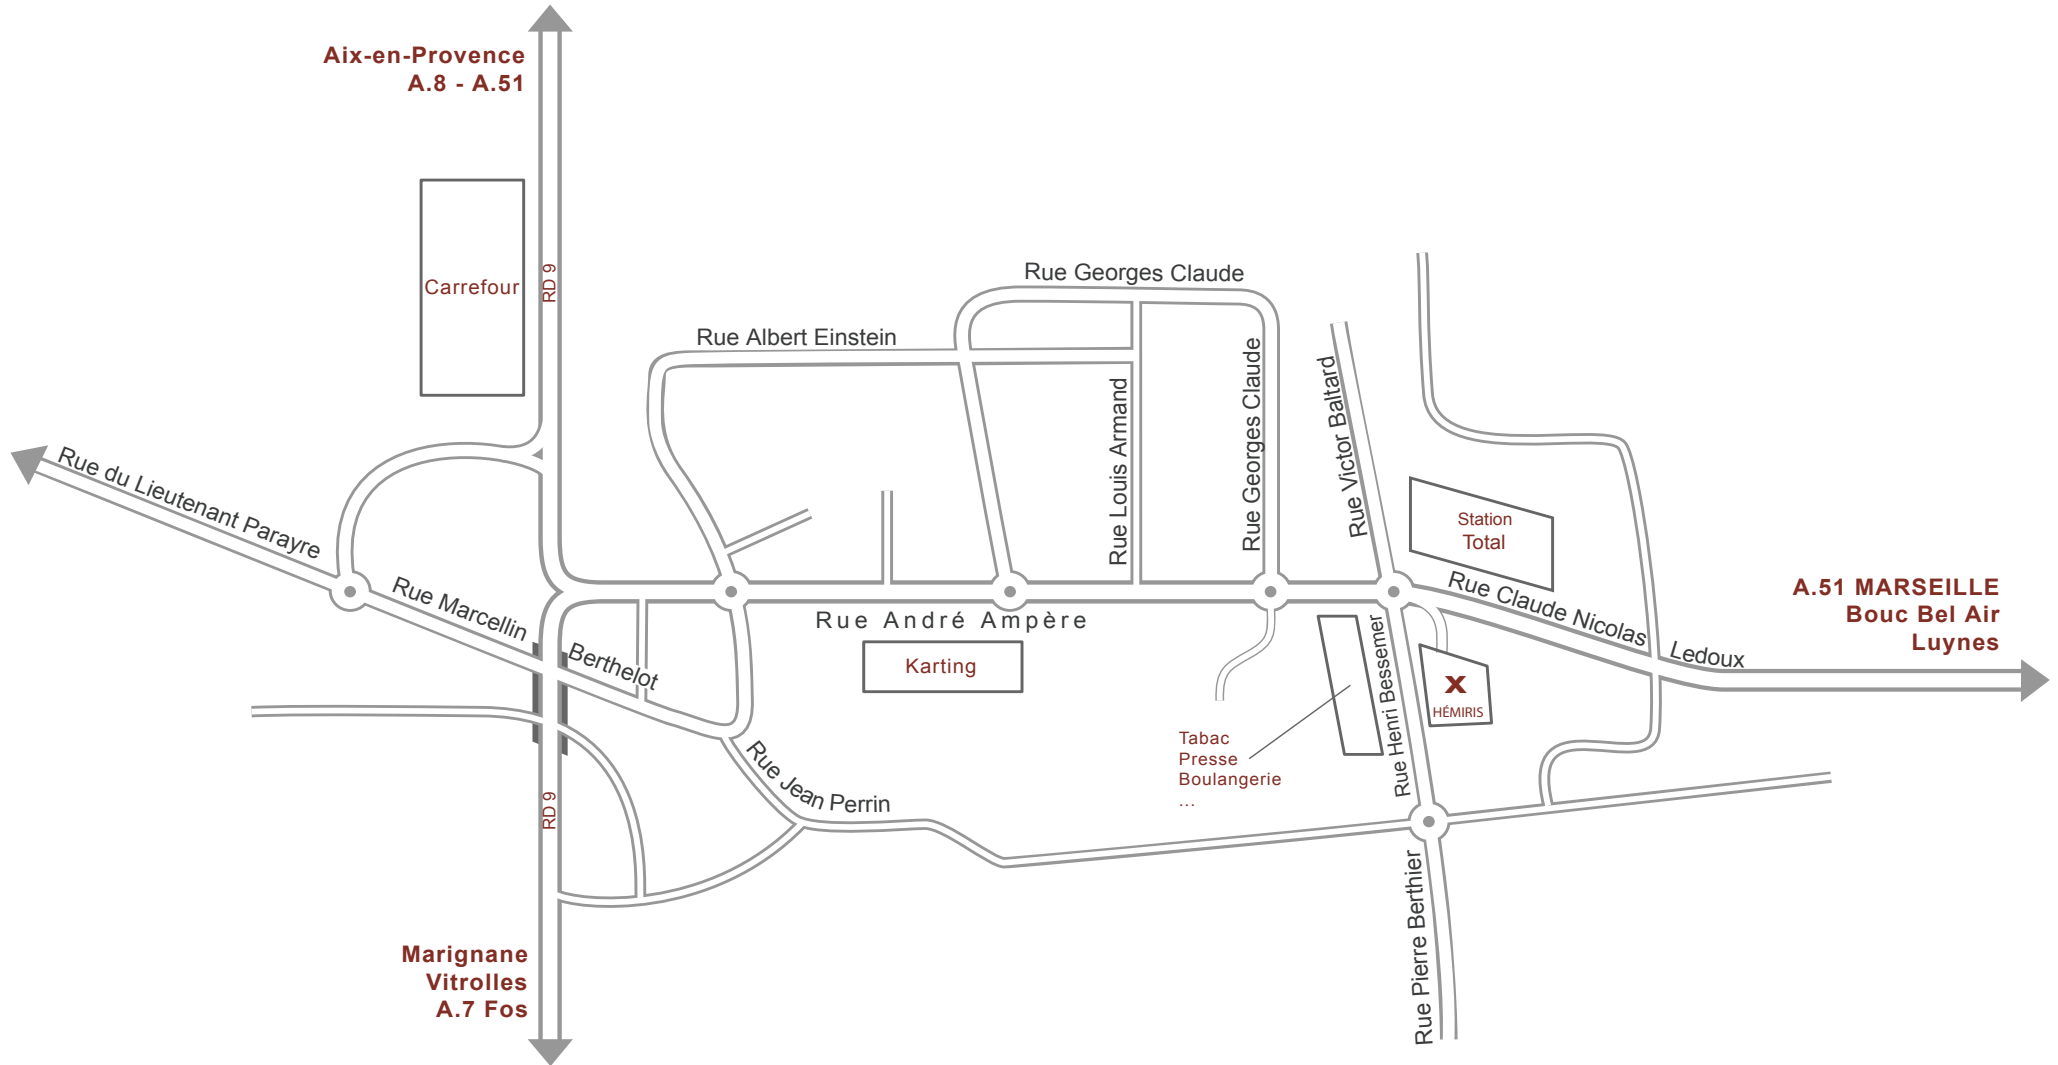 Aix-en-Provence
A.8 - A.51
Carrefour
RD 9
Rue Georges Claude
Rue Albert Einstein
Rue Louis Armand
Rue Georges Claude
Rue Victor Baltard
Rue du Lieutenant Parayre
Station
Total
Rue Marcellin
Berthelot
Rue André Ampère
Karting
Rue Claude Nicolas
Ledoux
A.51 MARSEILLE
Bouc Bel Air
Luynes
Rue Henri Bessemer
X
HÉMIRIS
Tabac
Presse
Boulangerie
...
Rue Jean Perrin
RD 9
Rue Pierre Berthier
Marignane
Vitrolles
A.7 Fos